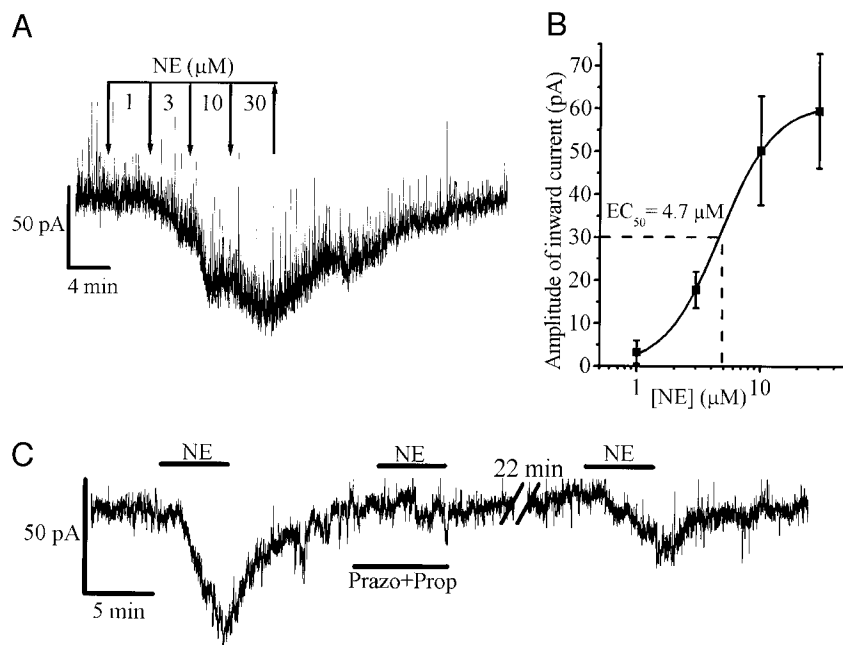 A
NE (μM)
1 3 10 30
50 pA
4 min
B
Amplitude of inward current (pA)
70
60
50
40
30
20
10
0
EC50= 4.7 μM
1 10
[NE] (μM)
C
NE NE NE
22 min
50 pA
5 min
Prazo+Prop